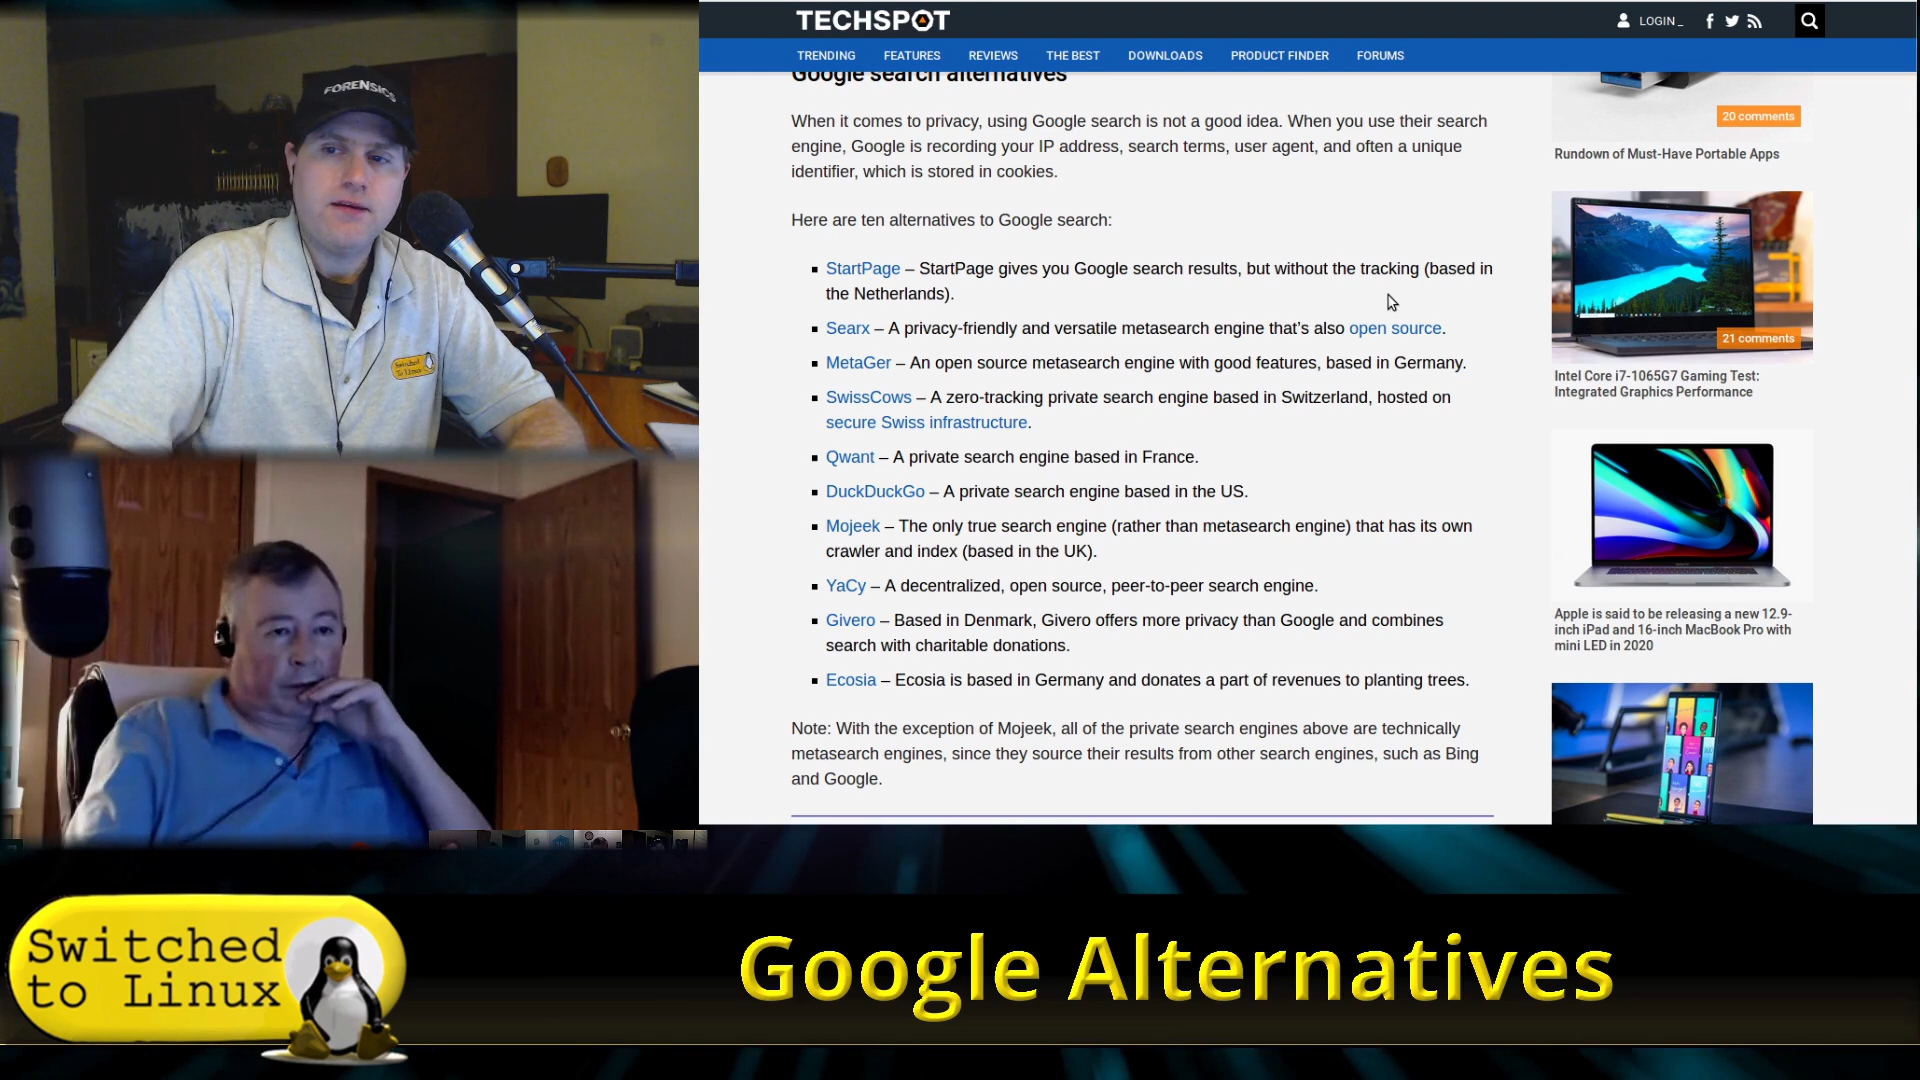 FORENSICS
Switched
To Linux
TECHSPOT
LOGIN _
TRENDING FEATURES REVIEWS THE BEST DOWNLOADS PRODUCT FINDER FORUMS
Google search alternatives
When it comes to privacy, using Google search is not a good idea. When you use their search
engine, Google is recording your IP address, search terms, user agent, and often a unique
identifier, which is stored in cookies.
Here are ten alternatives to Google search:
StartPage – StartPage gives you Google search results, but without the tracking (based in
the Netherlands).
Searx – A privacy-friendly and versatile metasearch engine that’s also open source.
MetaGer – An open source metasearch engine with good features, based in Germany.
SwissCows – A zero-tracking private search engine based in Switzerland, hosted on
secure Swiss infrastructure.
Qwant – A private search engine based in France.
DuckDuckGo – A private search engine based in the US.
Mojeek – The only true search engine (rather than metasearch engine) that has its own
crawler and index (based in the UK).
YaCy – A decentralized, open source, peer-to-peer search engine.
Givero – Based in Denmark, Givero offers more privacy than Google and combines
search with charitable donations.
Ecosia – Ecosia is based in Germany and donates a part of revenues to planting trees.
Note: With the exception of Mojeek, all of the private search engines above are technically
metasearch engines, since they source their results from other search engines, such as Bing
and Google.
20 comments
Rundown of Must-Have Portable Apps
21 comments
Intel Core i7-1065G7 Gaming Test:
Integrated Graphics Performance
Apple is said to be releasing a new 12.9-
inch iPad and 16-inch MacBook Pro with
mini LED in 2020
Switched
to Linux
Google Alternatives